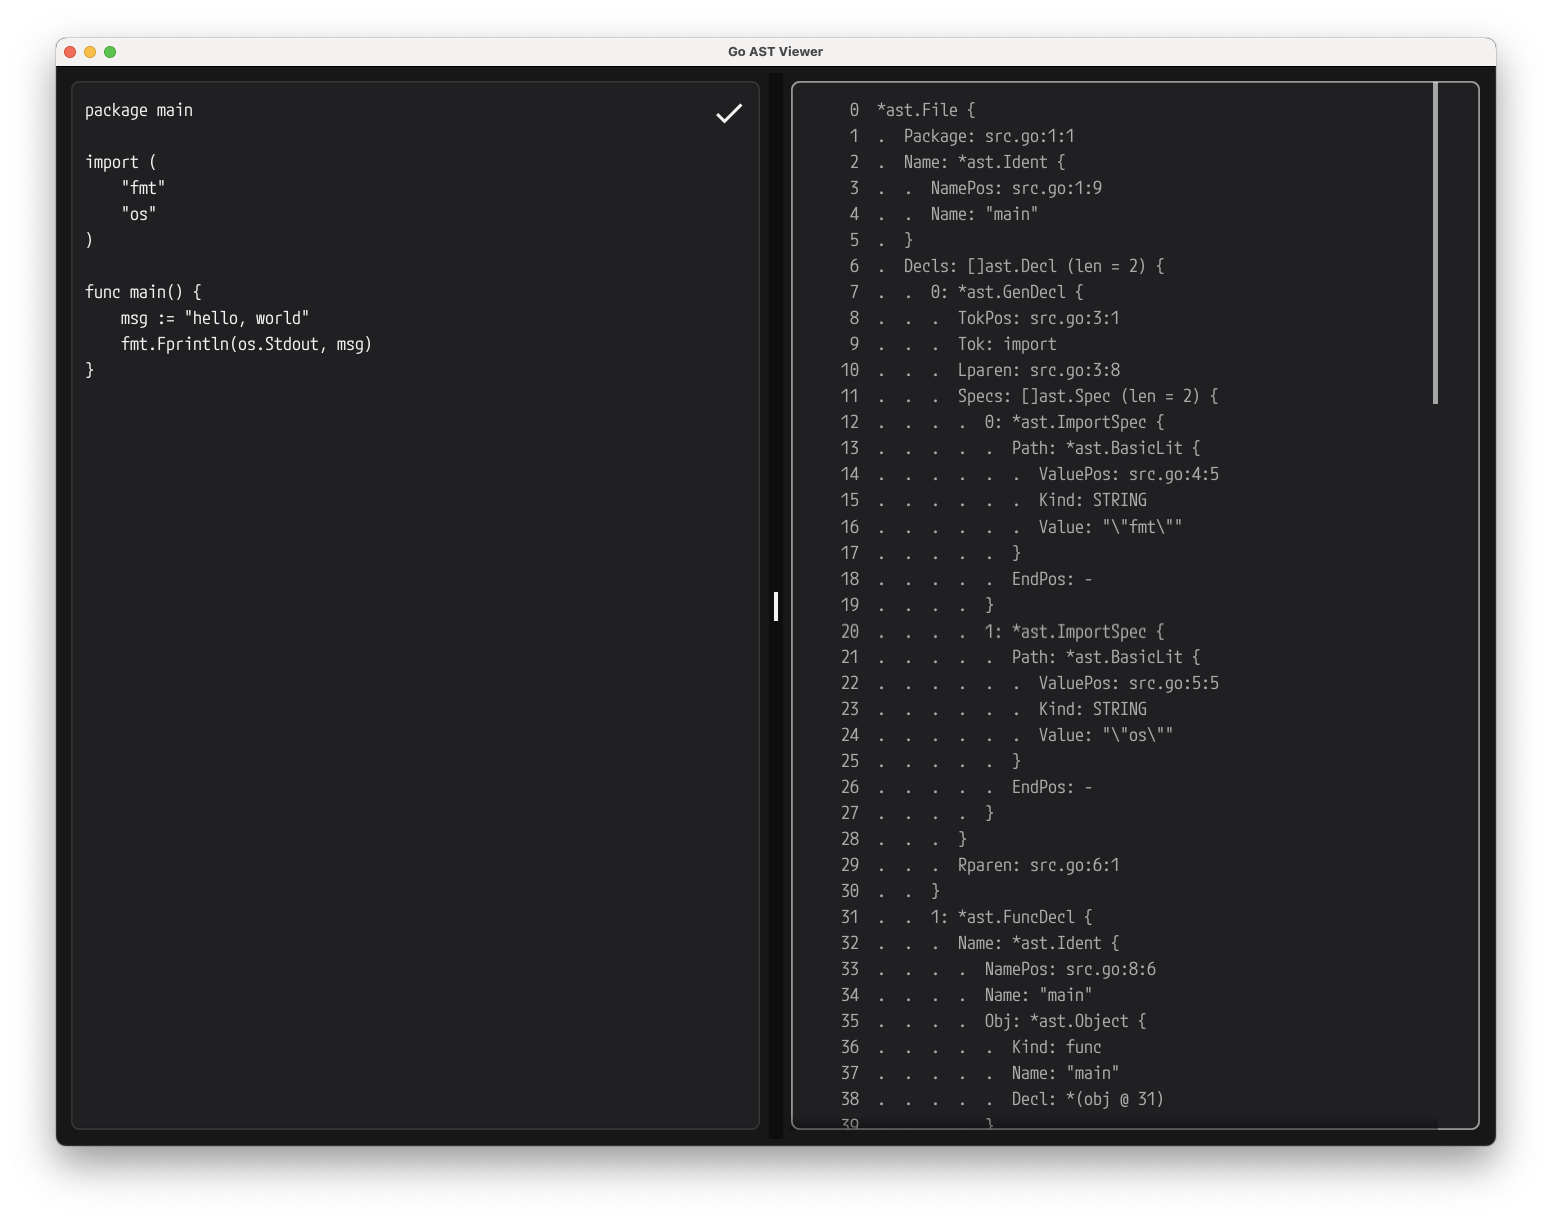 Go AST Viewer
package main
import (
    "fmt"
    "os"
)
func main() {
    msg := "hello, world"
    fmt.Fprintln(os.Stdout, msg)
}
0  *ast.File {
1  .  Package: src.go:1:1
2  .  Name: *ast.Ident {
3  .  .  NamePos: src.go:1:9
4  .  .  Name: "main"
5  .  }
6  .  Decls: []ast.Decl (len = 2) {
7  .  .  0: *ast.GenDecl {
8  .  .  .  TokPos: src.go:3:1
9  .  .  .  Tok: import
10  .  .  .  Lparen: src.go:3:8
11  .  .  .  Specs: []ast.Spec (len = 2) {
12  .  .  .  .  0: *ast.ImportSpec {
13  .  .  .  .  .  Path: *ast.BasicLit {
14  .  .  .  .  .  .  ValuePos: src.go:4:5
15  .  .  .  .  .  .  Kind: STRING
16  .  .  .  .  .  .  Value: "\"fmt\""
17  .  .  .  .  .  }
18  .  .  .  .  .  EndPos: -
19  .  .  .  .  }
20  .  .  .  .  1: *ast.ImportSpec {
21  .  .  .  .  .  Path: *ast.BasicLit {
22  .  .  .  .  .  .  ValuePos: src.go:5:5
23  .  .  .  .  .  .  Kind: STRING
24  .  .  .  .  .  .  Value: "\"os\""
25  .  .  .  .  .  }
26  .  .  .  .  .  EndPos: -
27  .  .  .  .  }
28  .  .  .  }
29  .  .  .  Rparen: src.go:6:1
30  .  .  }
31  .  .  1: *ast.FuncDecl {
32  .  .  .  Name: *ast.Ident {
33  .  .  .  .  NamePos: src.go:8:6
34  .  .  .  .  Name: "main"
35  .  .  .  .  Obj: *ast.Object {
36  .  .  .  .  .  Kind: func
37  .  .  .  .  .  Name: "main"
38  .  .  .  .  .  Decl: *(obj @ 31)
39  .  .  .  .  }